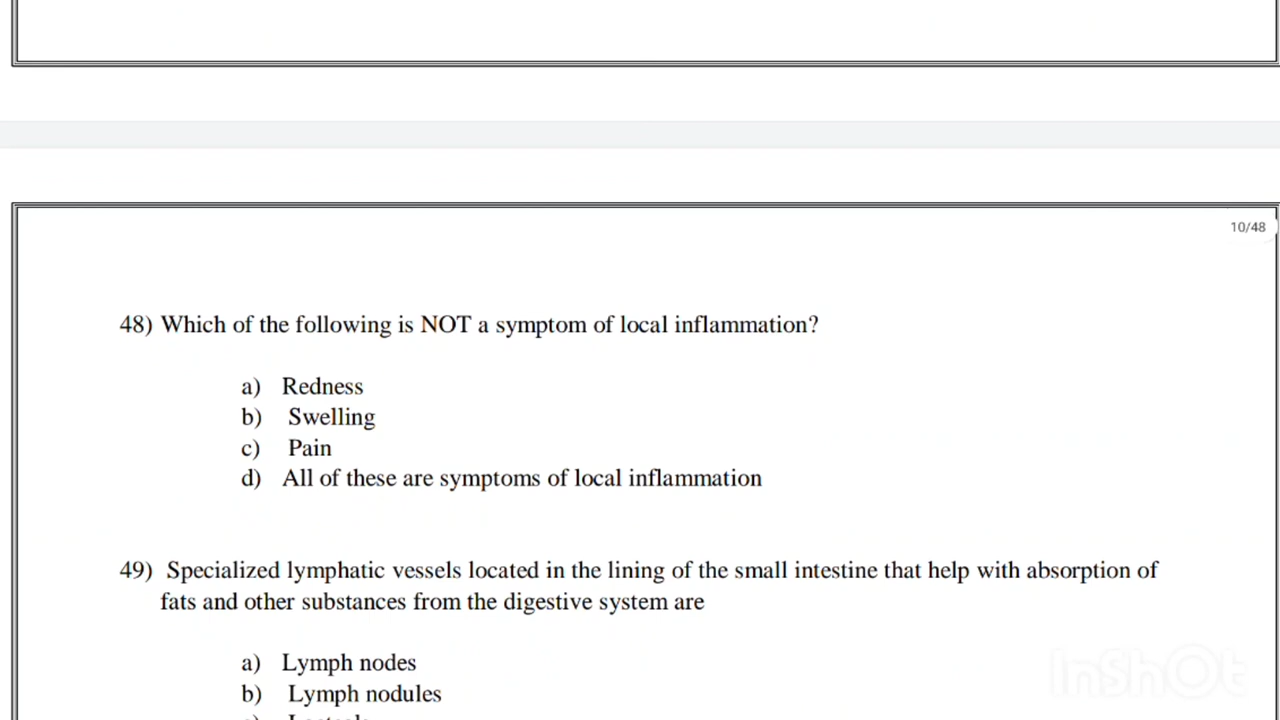 10/48
48) Which of the following is NOT a symptom of local inflammation?
a) Redness
b) Swelling
c) Pain
d) All of these are symptoms of local inflammation
49) Specialized lymphatic vessels located in the lining of the small intestine that help with absorption of
fats and other substances from the digestive system are
a) Lymph nodes
b) Lymph nodules
InShOt